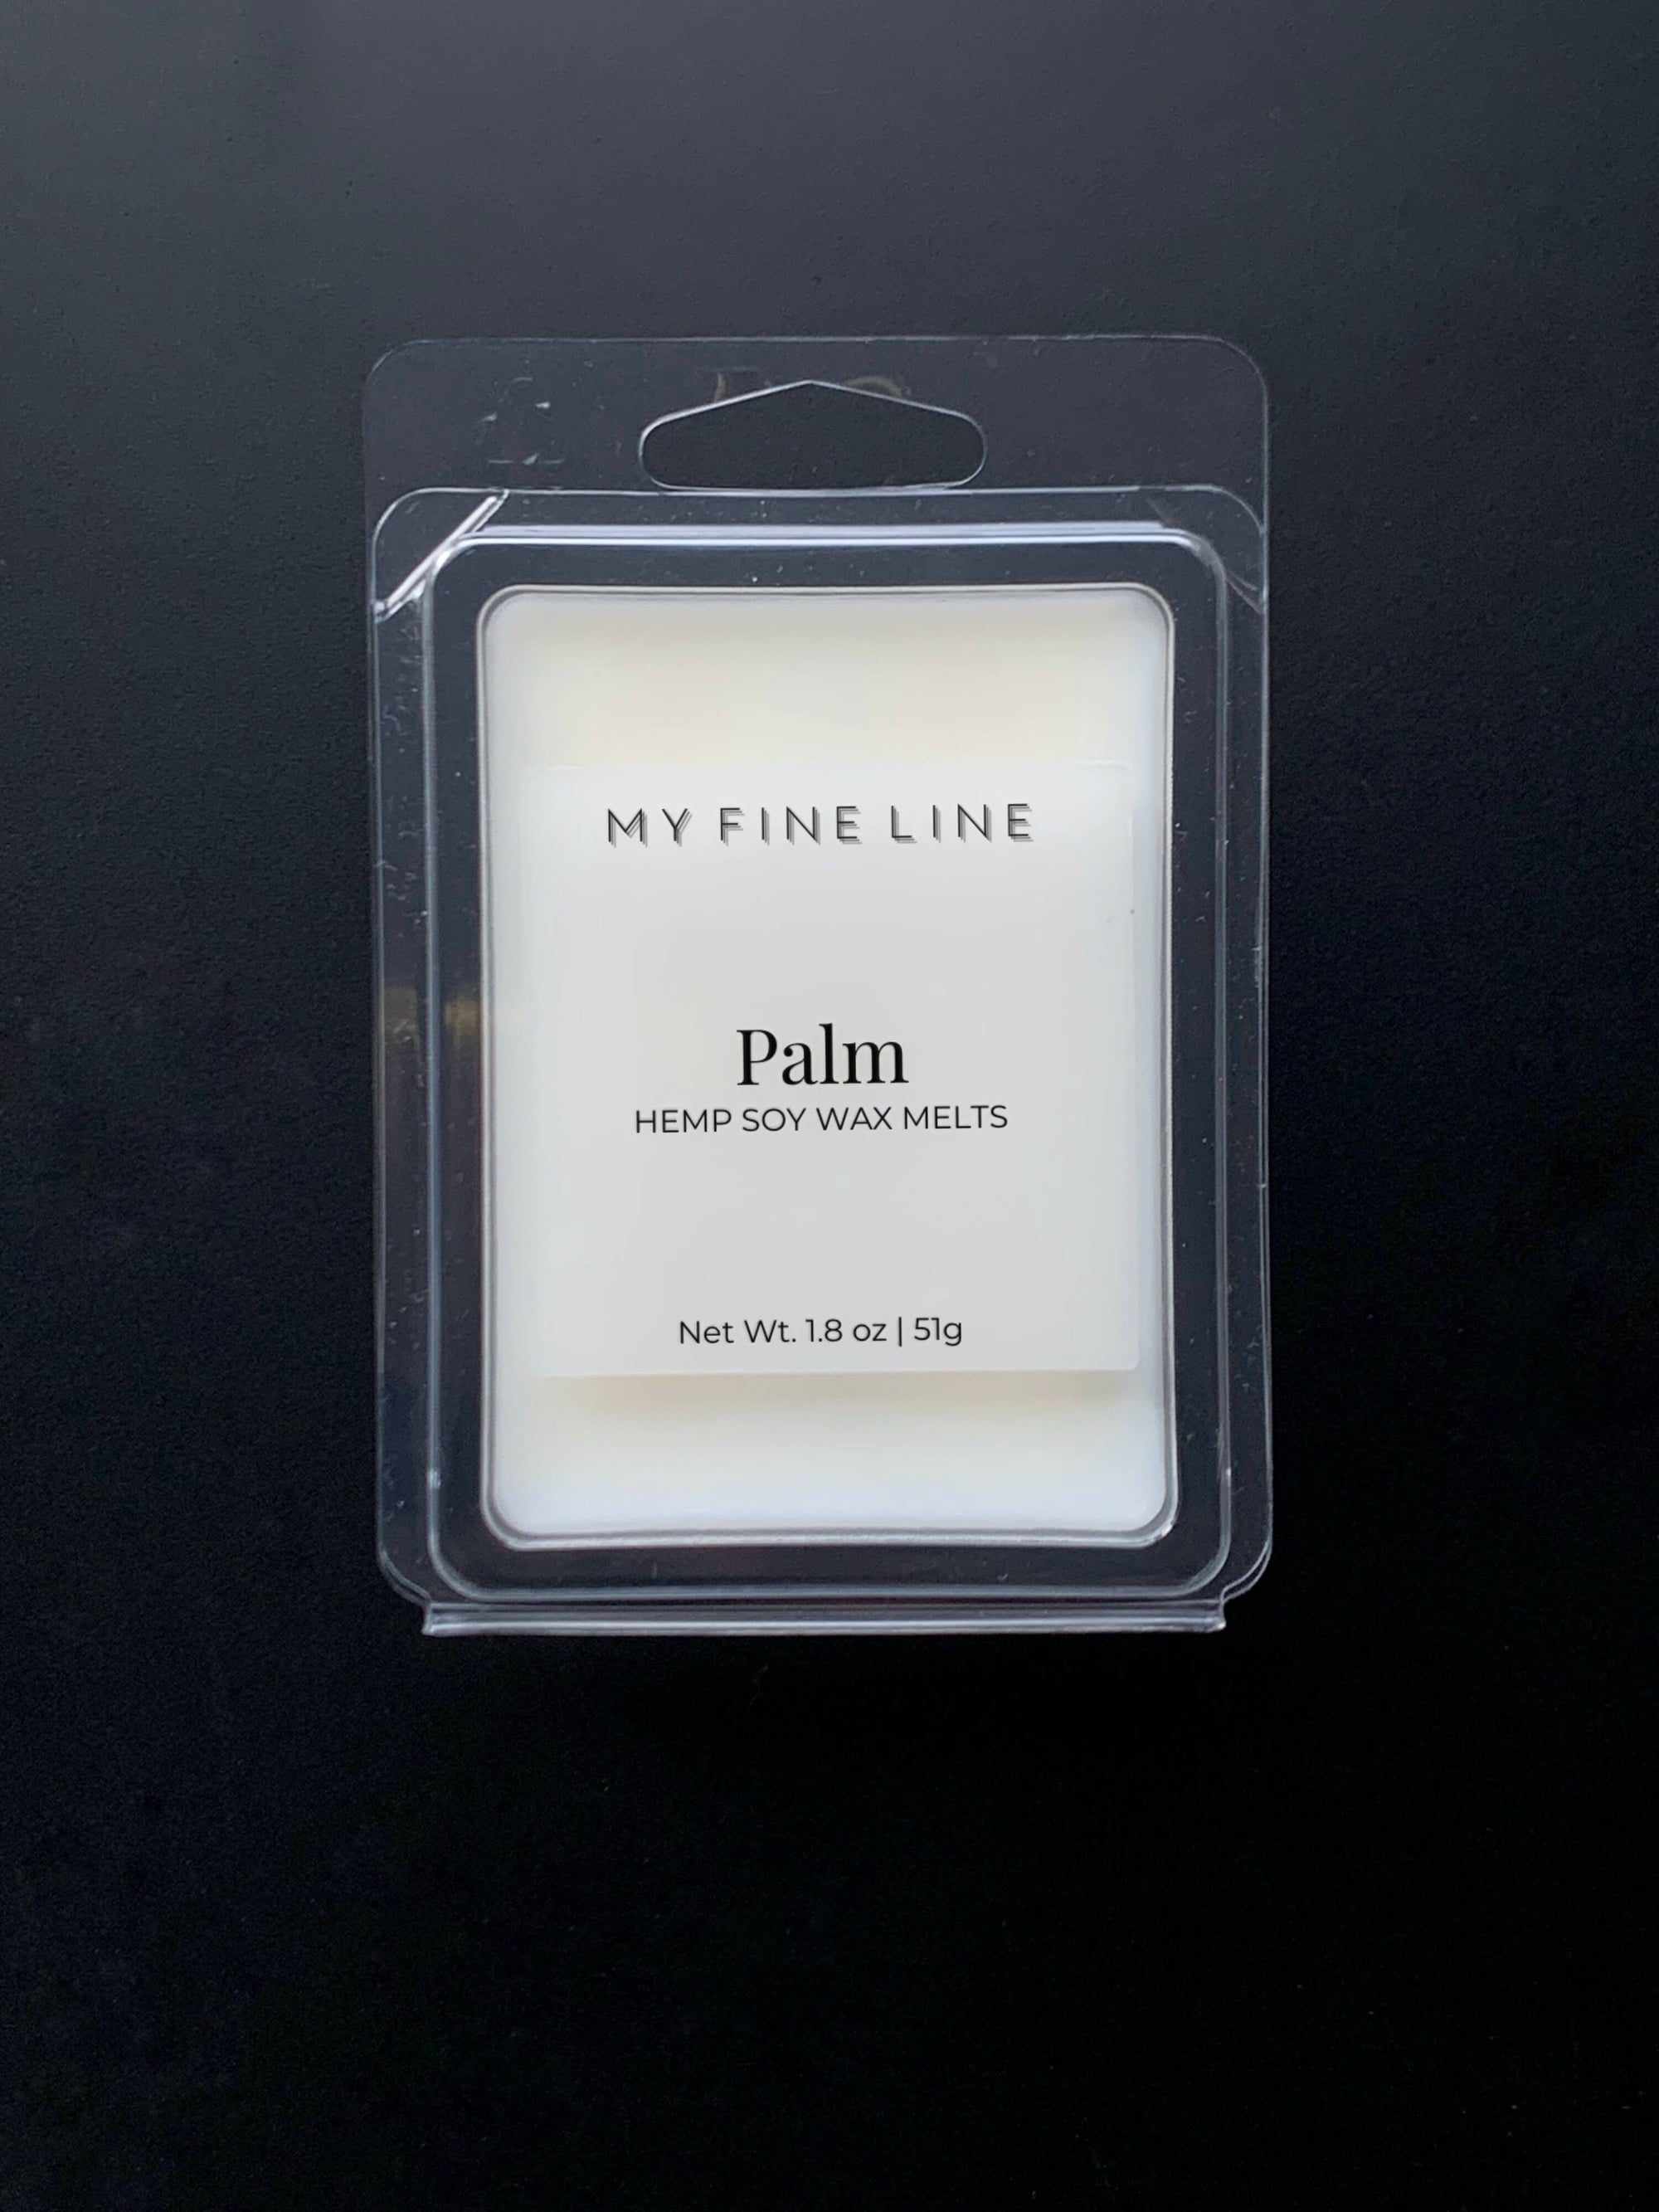 MY FINE LINE
Palm
HEMP SOY WAX MELTS
Net Wt. 1.8 oz | 51g